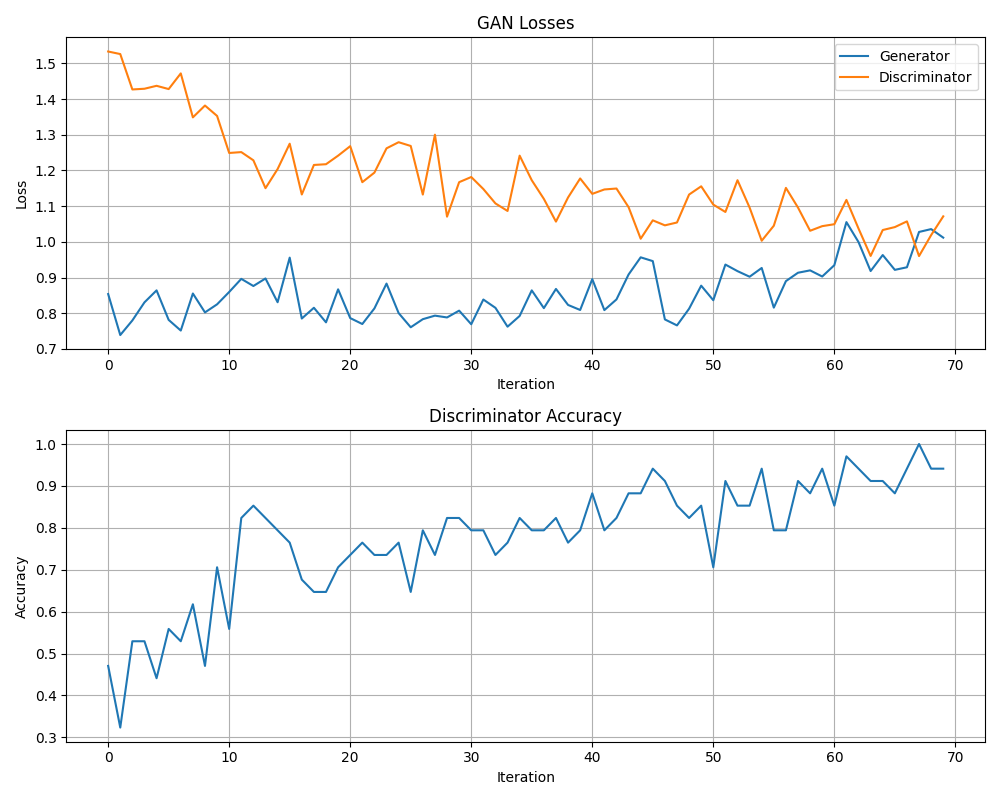 GAN Losses
Generator
Discriminator
1.5
1.4
1.3
1.2
1.1
1.0
0.9
0.8
0.7
Loss
0 10 20 30 40 50 60 70
Iteration
Discriminator Accuracy
1.0
0.9
0.8
0.7
0.6
0.5
0.4
0.3
Accuracy
0 10 20 30 40 50 60 70
Iteration